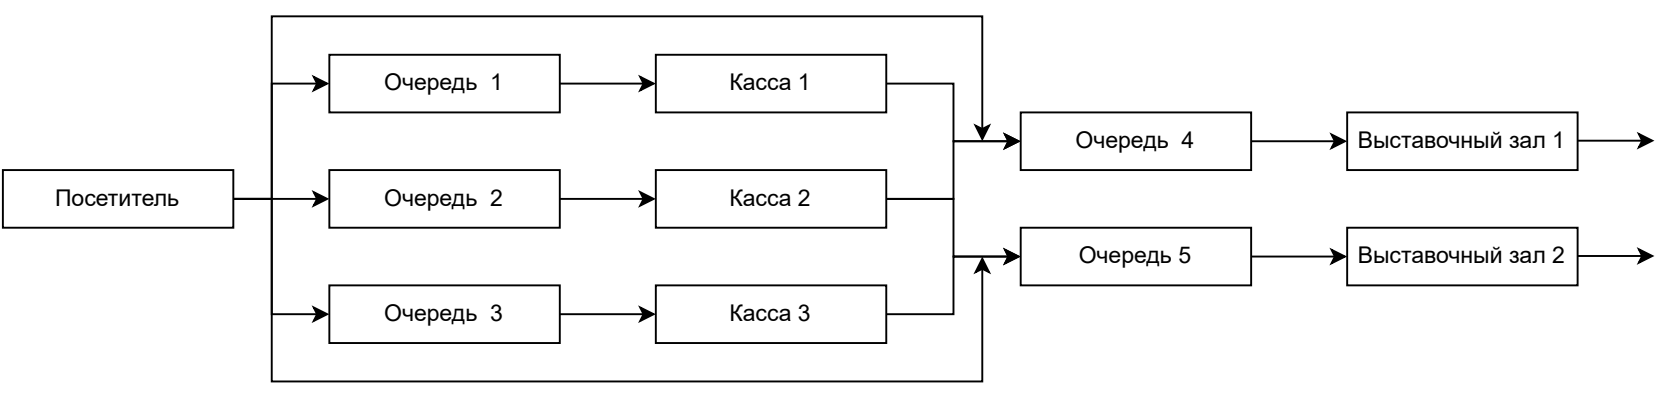 Посетитель
Очередь 1
Касса 1
Очередь 2
Касса 2
Очередь 3
Касса 3
Очередь 4
Выставочный зал 1
Очередь 5
Выставочный зал 2